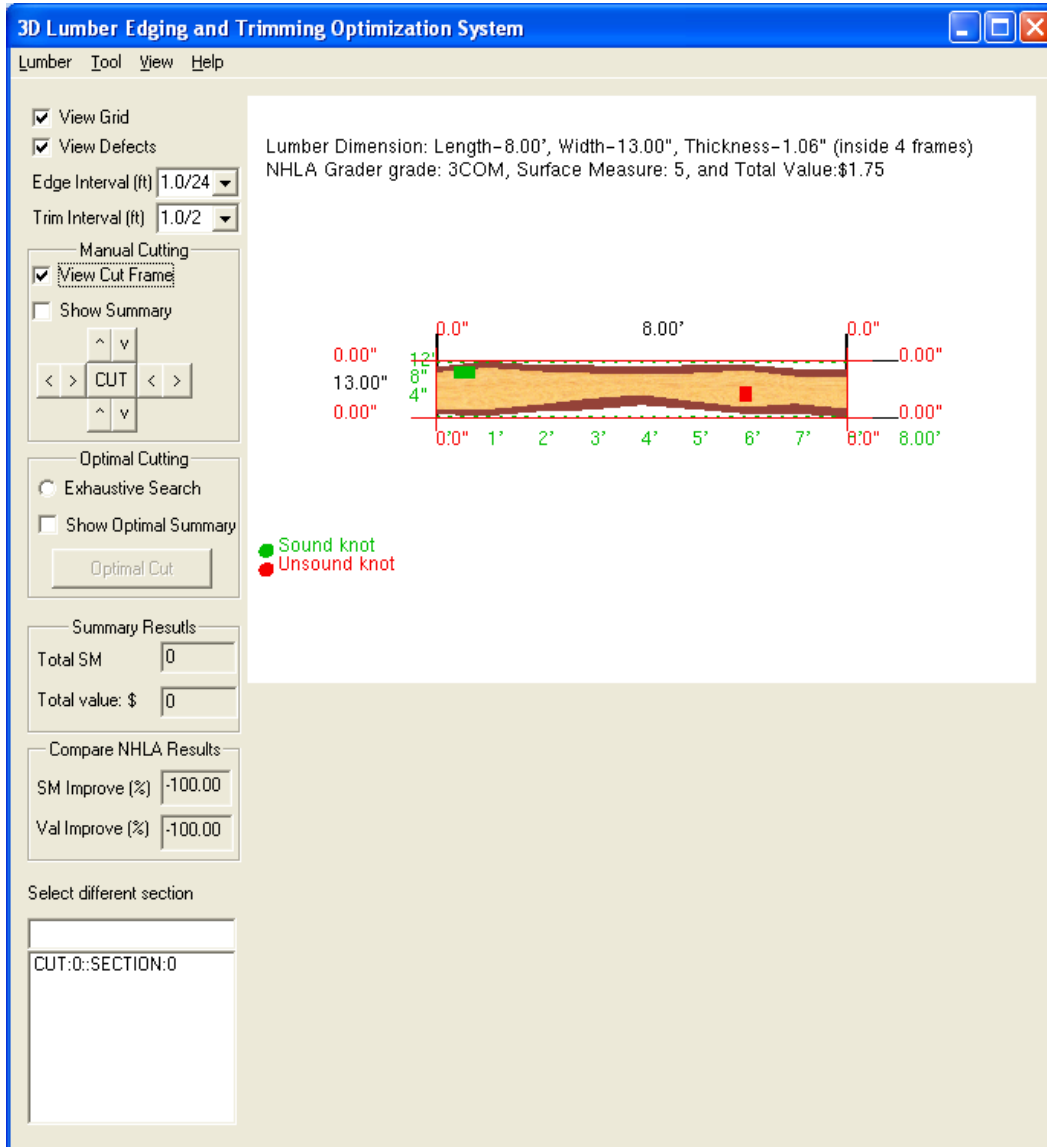 3D Lumber Edging and Trimming Optimization System
Lumber Tool View Help
View Grid
View Defects
Edge Interval (ft) 1.0/24
Trim Interval (ft) 1.0/2
Manual Cutting
View Cut Frame
Show Summary
^ v
< > CUT < >
^ v
Optimal Cutting
Exhaustive Search
Show Optimal Summary
Optimal Cut
Summary Resutls
Total SM 0
Total value: $ 0
Compare NHLA Results
SM Improve (%) -100.00
Val Improve (%) -100.00
Select different section
CUT:0::SECTION:0
Lumber Dimension: Length-8.00', Width-13.00", Thickness-1.06" (inside 4 frames)
NHLA Grader grade: 3COM, Surface Measure: 5, and Total Value:$1.75
0.0" 8.00' 0.0"
0.00" 12" 0.00"
13.00" 8"
4"
0.00" 0.00"
0.0" 1' 2' 3' 4' 5' 6' 7' 0.0" 8.00'
Sound knot
Unsound knot